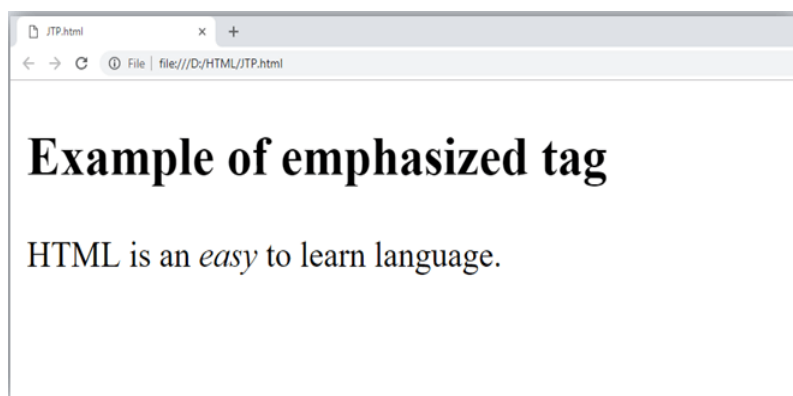 JTP.html
File | file:///D:/HTML/JTP.html
Example of emphasized tag
HTML is an easy to learn language.